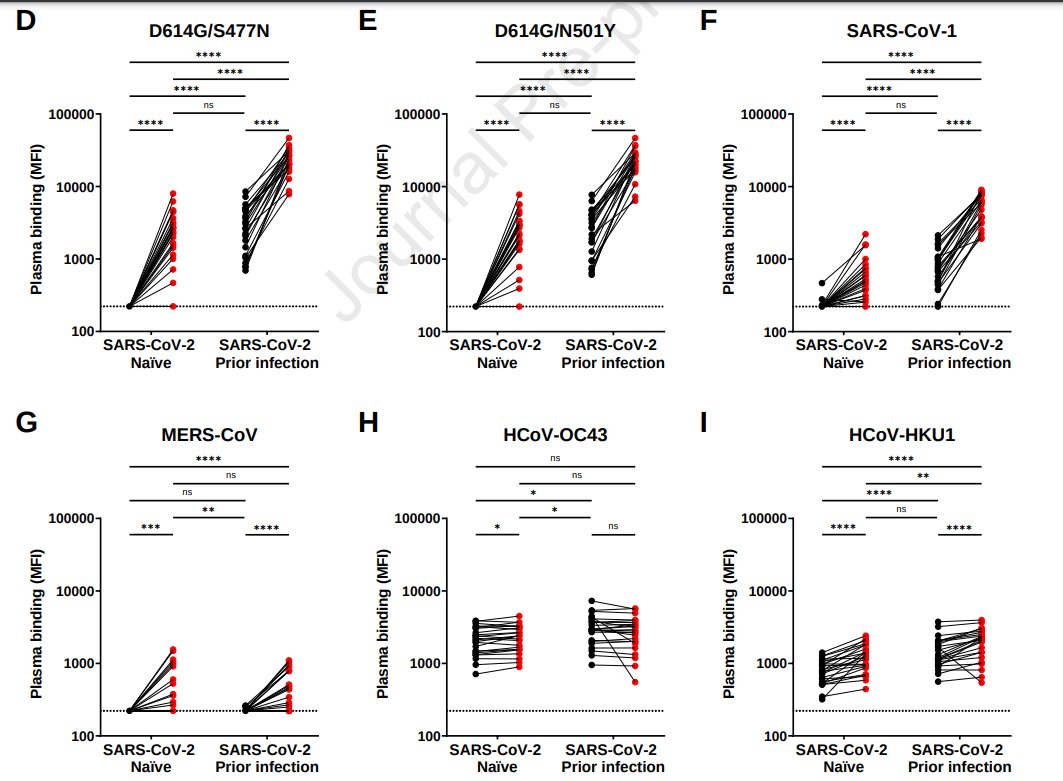 D
D614G/S477N
****
****
****
ns
****
****
100000
10000
1000
100
Plasma binding (MFI)
SARS-CoV-2
Naïve
SARS-CoV-2
Prior infection
E
D614G/N501Y
****
****
****
ns
****
****
100000
10000
1000
100
Plasma binding (MFI)
SARS-CoV-2
Naïve
SARS-CoV-2
Prior infection
F
SARS-CoV-1
****
****
****
ns
****
****
100000
10000
1000
100
Plasma binding (MFI)
SARS-CoV-2
Naïve
SARS-CoV-2
Prior infection
G
MERS-CoV
****
ns
ns
**
***
****
100000
10000
1000
100
Plasma binding (MFI)
SARS-CoV-2
Naïve
SARS-CoV-2
Prior infection
H
HCoV-OC43
ns
ns
*
*
*
ns
100000
10000
1000
100
Plasma binding (MFI)
SARS-CoV-2
Naïve
SARS-CoV-2
Prior infection
I
HCoV-HKU1
****
**
****
ns
****
****
100000
10000
1000
100
Plasma binding (MFI)
SARS-CoV-2
Naïve
SARS-CoV-2
Prior infection
Journal Pre-p